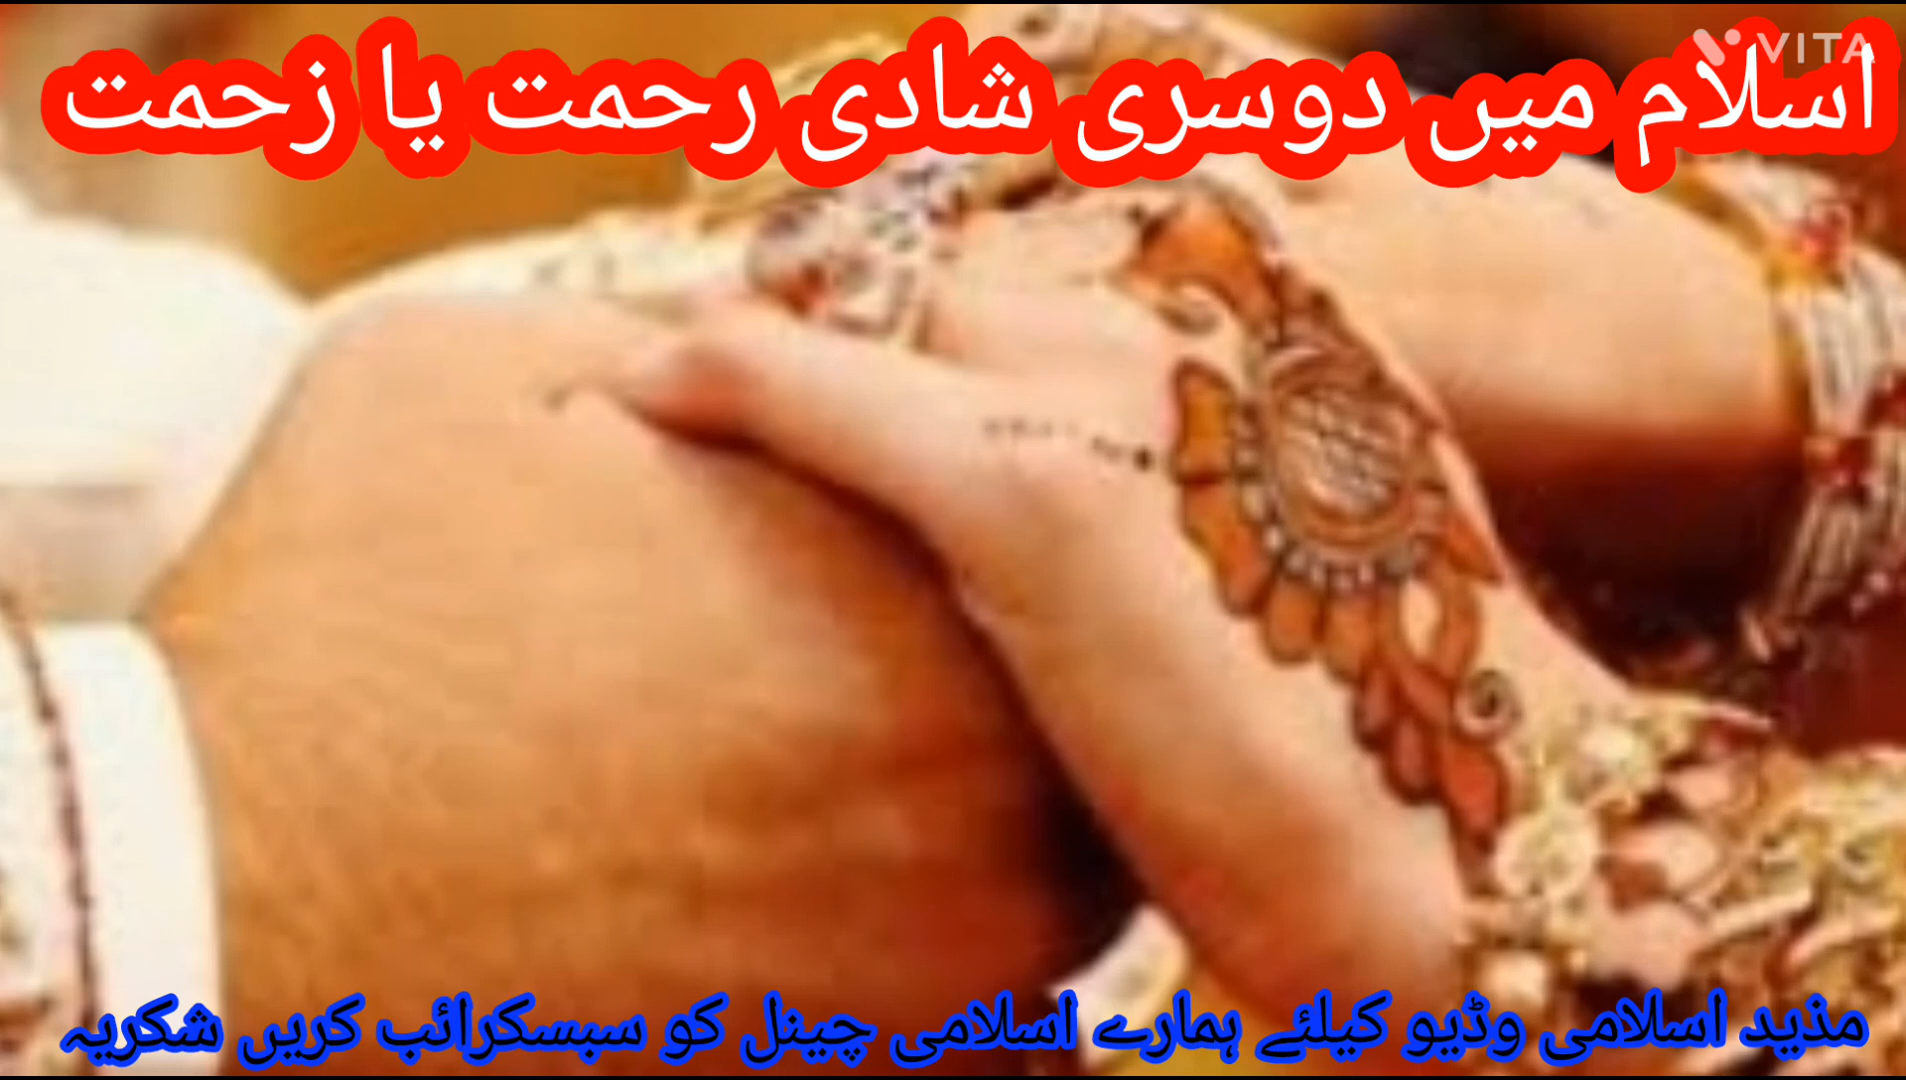 VITA
اسلام میں دوسری شادی رحمت یا زحمت
مذید اسلامی وڈیو کیلئے ہمارے اسلامی چینل کو سبسکرائب کریں شکریہ